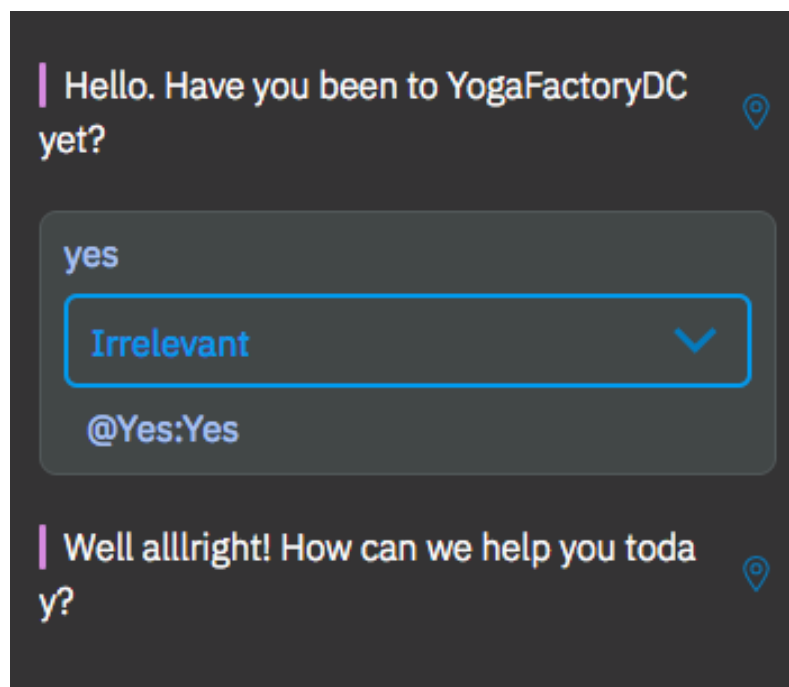 Hello. Have you been to YogaFactoryDC
yet?
yes
Irrelevant
@Yes:Yes
Well alllright! How can we help you toda
y?